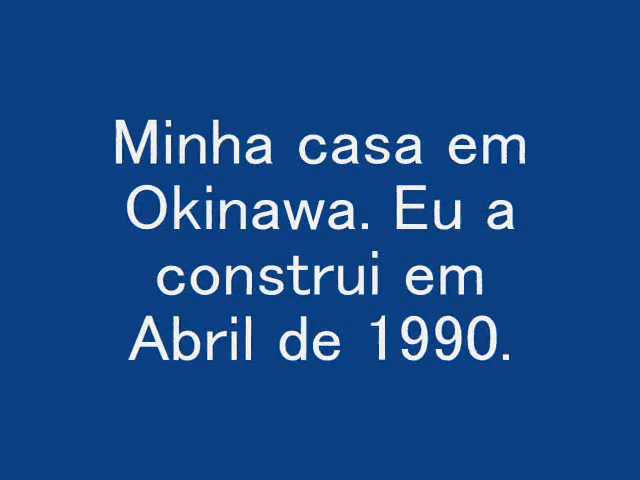 Minha casa em
Okinawa. Eu a
construi em
Abril de 1990.